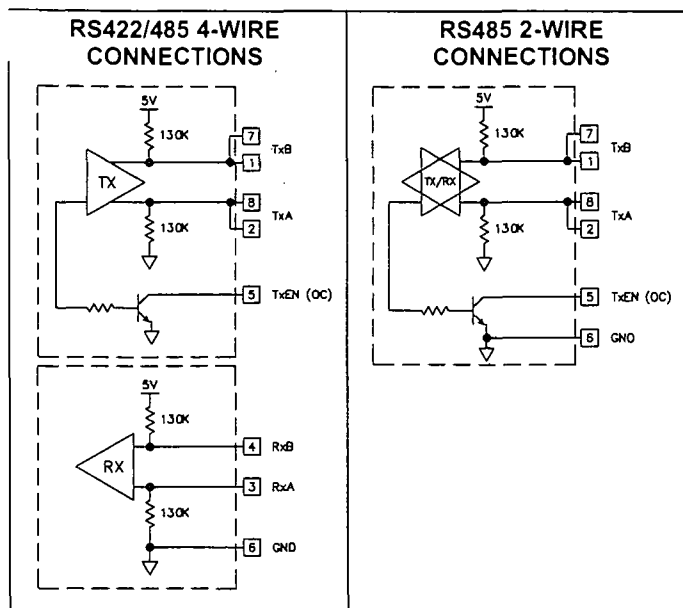 RS422/485 4-WIRE
CONNECTIONS
5V
130K
7
TxB
1
TX
8
TxA
2
130K
5 TxEN (OC)
5V
130K
4 RxB
RX
3 RxA
130K
6 GND
RS485 2-WIRE
CONNECTIONS
5V
130K
7
TxB
1
TX/RX
8
TxA
2
130K
5 TxEN (OC)
6 GND